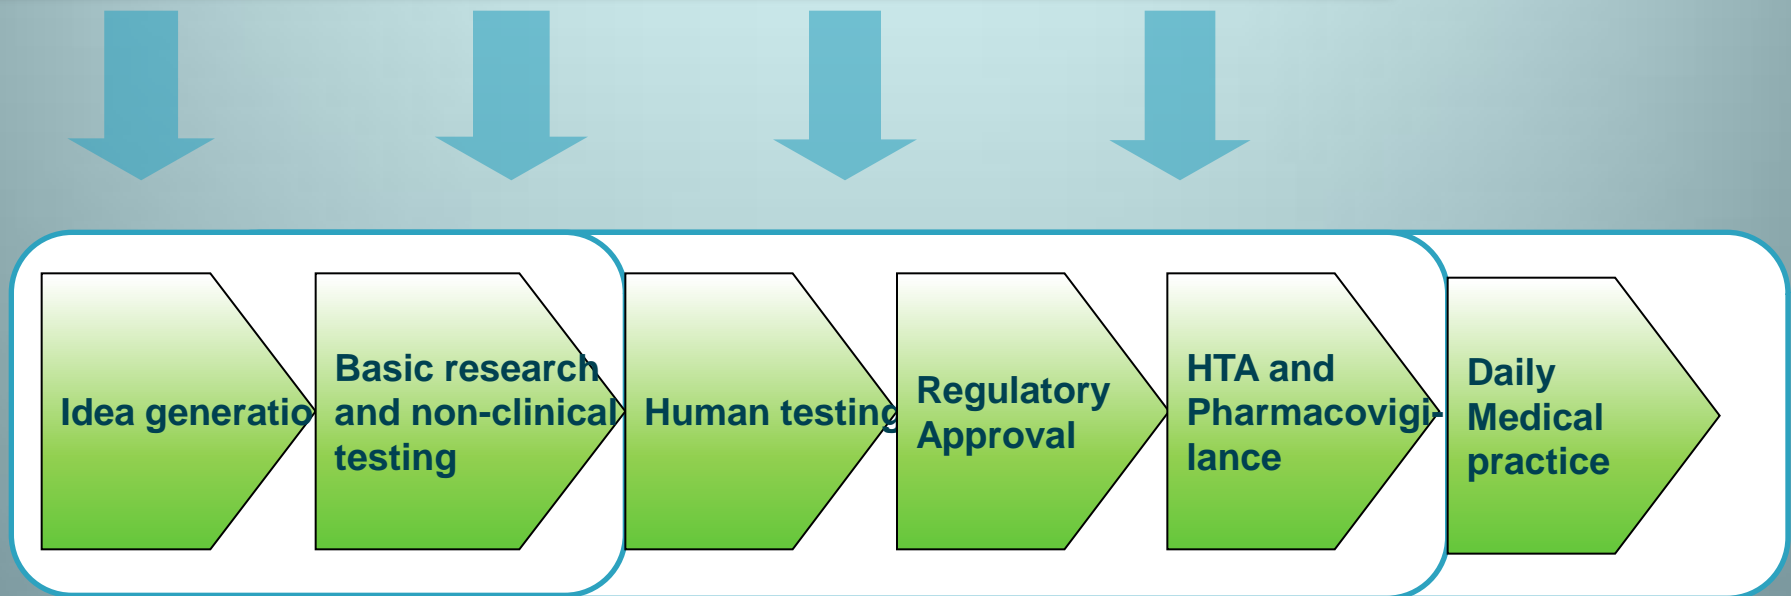 Idea generatio
Basic research
and non-clinical
testing
Human testing
Regulatory
Approval
HTA and
Pharmacovigi-
lance
Daily
Medical
practice